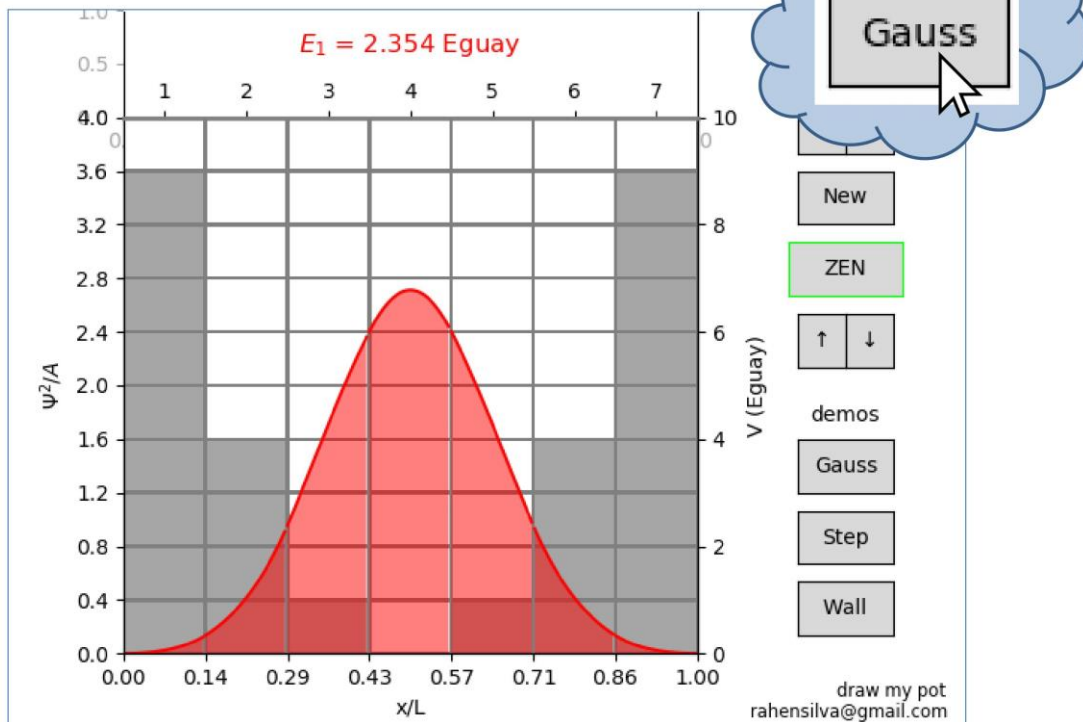 1.0
E₁ = 2.354 Eguay
0.5
1 2 3 4 5 6 7
4.0
3.6
3.2
2.8
2.4
2.0
1.6
1.2
0.8
0.4
0.0
Ψ²/A
0.00 0.14 0.29 0.43 0.57 0.71 0.86 1.00
x/L
10
8
6
4
2
0
V (Eguay)
Gauss
New
ZEN
↑ ↓
demos
Gauss
Step
Wall
draw my pot
rahensilva@gmail.com